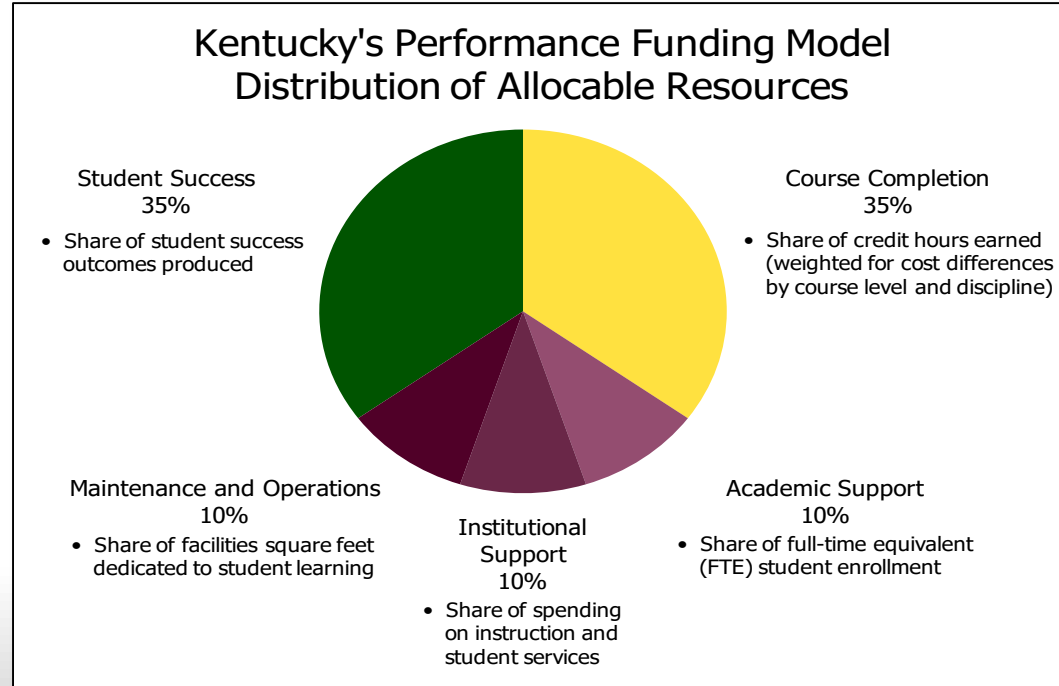 Kentucky's Performance Funding Model
Distribution of Allocable Resources
Student Success
35%
• Share of student success
outcomes produced
Course Completion
35%
• Share of credit hours earned
(weighted for cost differences
by course level and discipline)
Maintenance and Operations
10%
• Share of facilities square feet
dedicated to student learning
Institutional
Support
10%
• Share of spending
on instruction and
student services
Academic Support
10%
• Share of full-time equivalent
(FTE) student enrollment